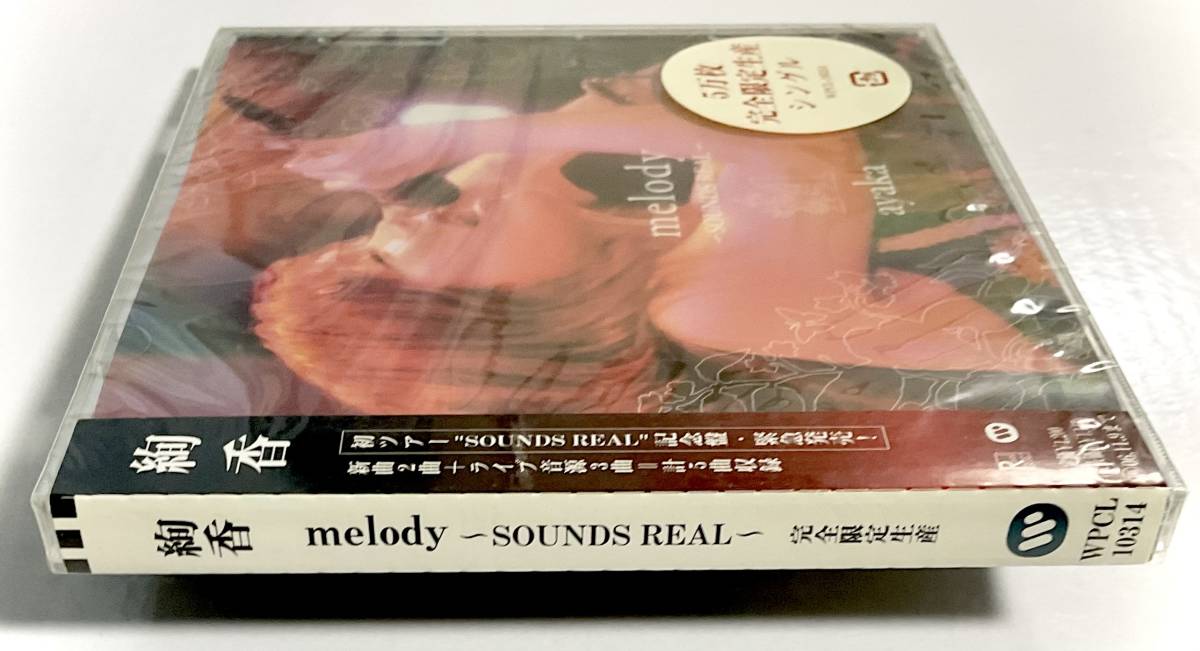 5万枚
完全限定生産
シングル
melody
~SOUNDS REAL~
ayaka
絢香
初ツアー"SOUNDS REAL"記念盤・緊急発売!
新曲2曲+ライブ音源3曲=計5曲収録
絢香
melody ~SOUNDS REAL~ 完全限定生産
WPCL
10314